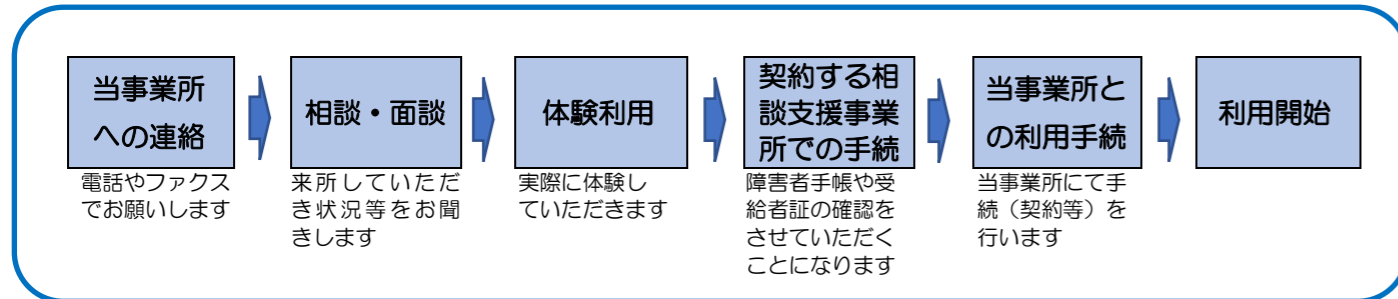 当事業所
への連絡
電話やファクス
でお願いします
相談・面談
来所していただ
き状況等をお聞
きします
体験利用
実際に体験し
ていただきます
契約する相
談支援事業
所での手続
障害者手帳や受
給者証の確認を
させていただく
ことになります
当事業所と
の利用手続
当事業所にて手
続（契約等）を
行います
利用開始